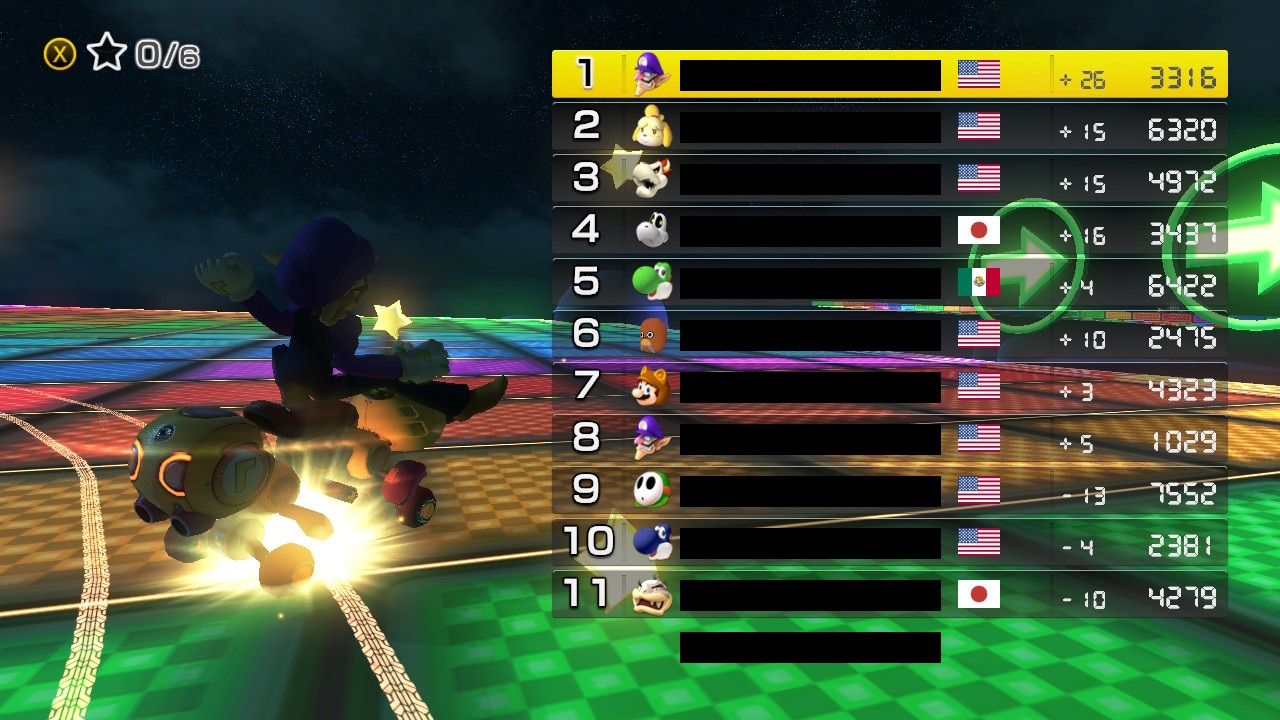 X 0/6
1 + 26 3316
2 + 15 6320
3 + 15 4972
4 + 16 3437
5 + 4 6422
6 + 10 2475
7 + 3 4323
8 + 5 1029
9 - 13 7552
10 - 4 2381
11 - 10 4279